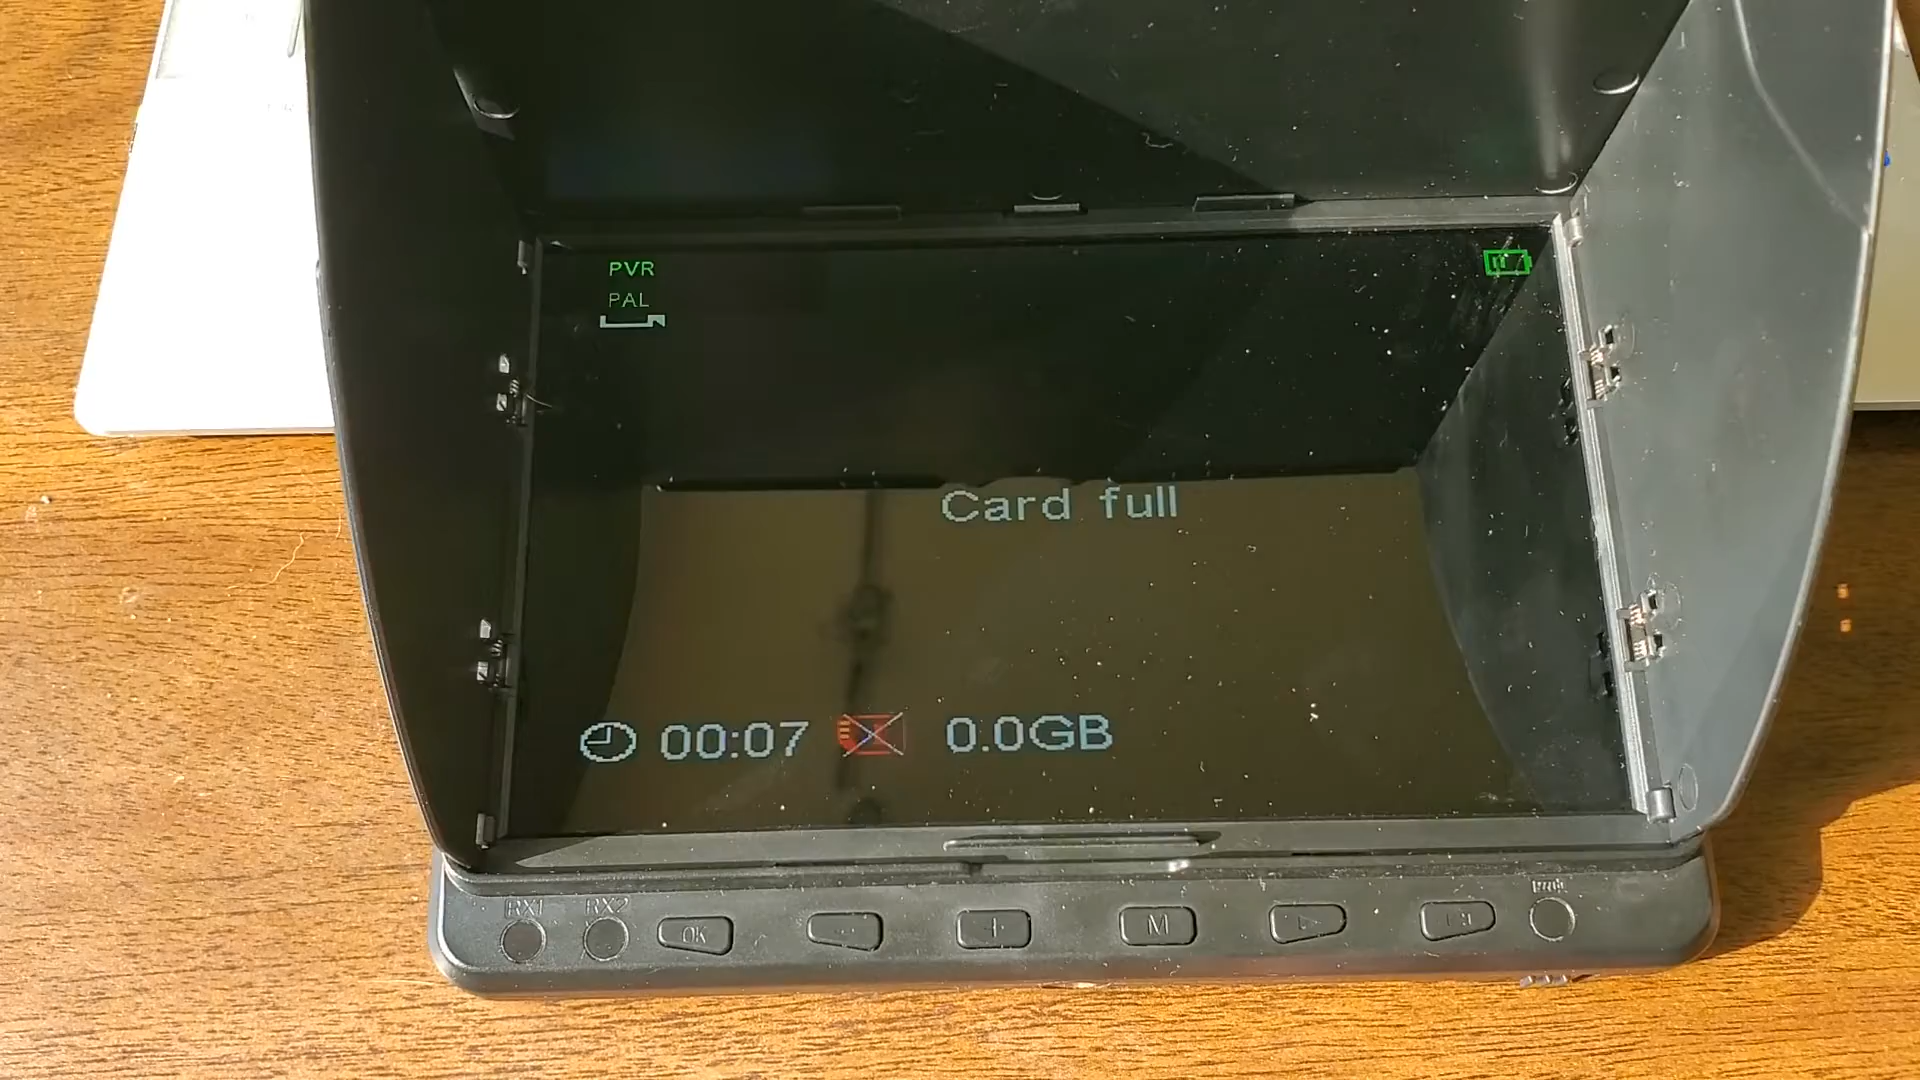 PVR
PAL
Card full
00:07 0.0GB
RX1 RX2
OK - + M